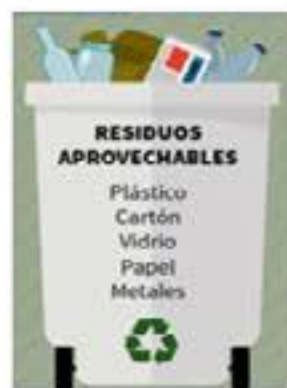 RESIDUOS
APROVECHABLES
Plástico
Cartón
Vidrio
Papel
Metales